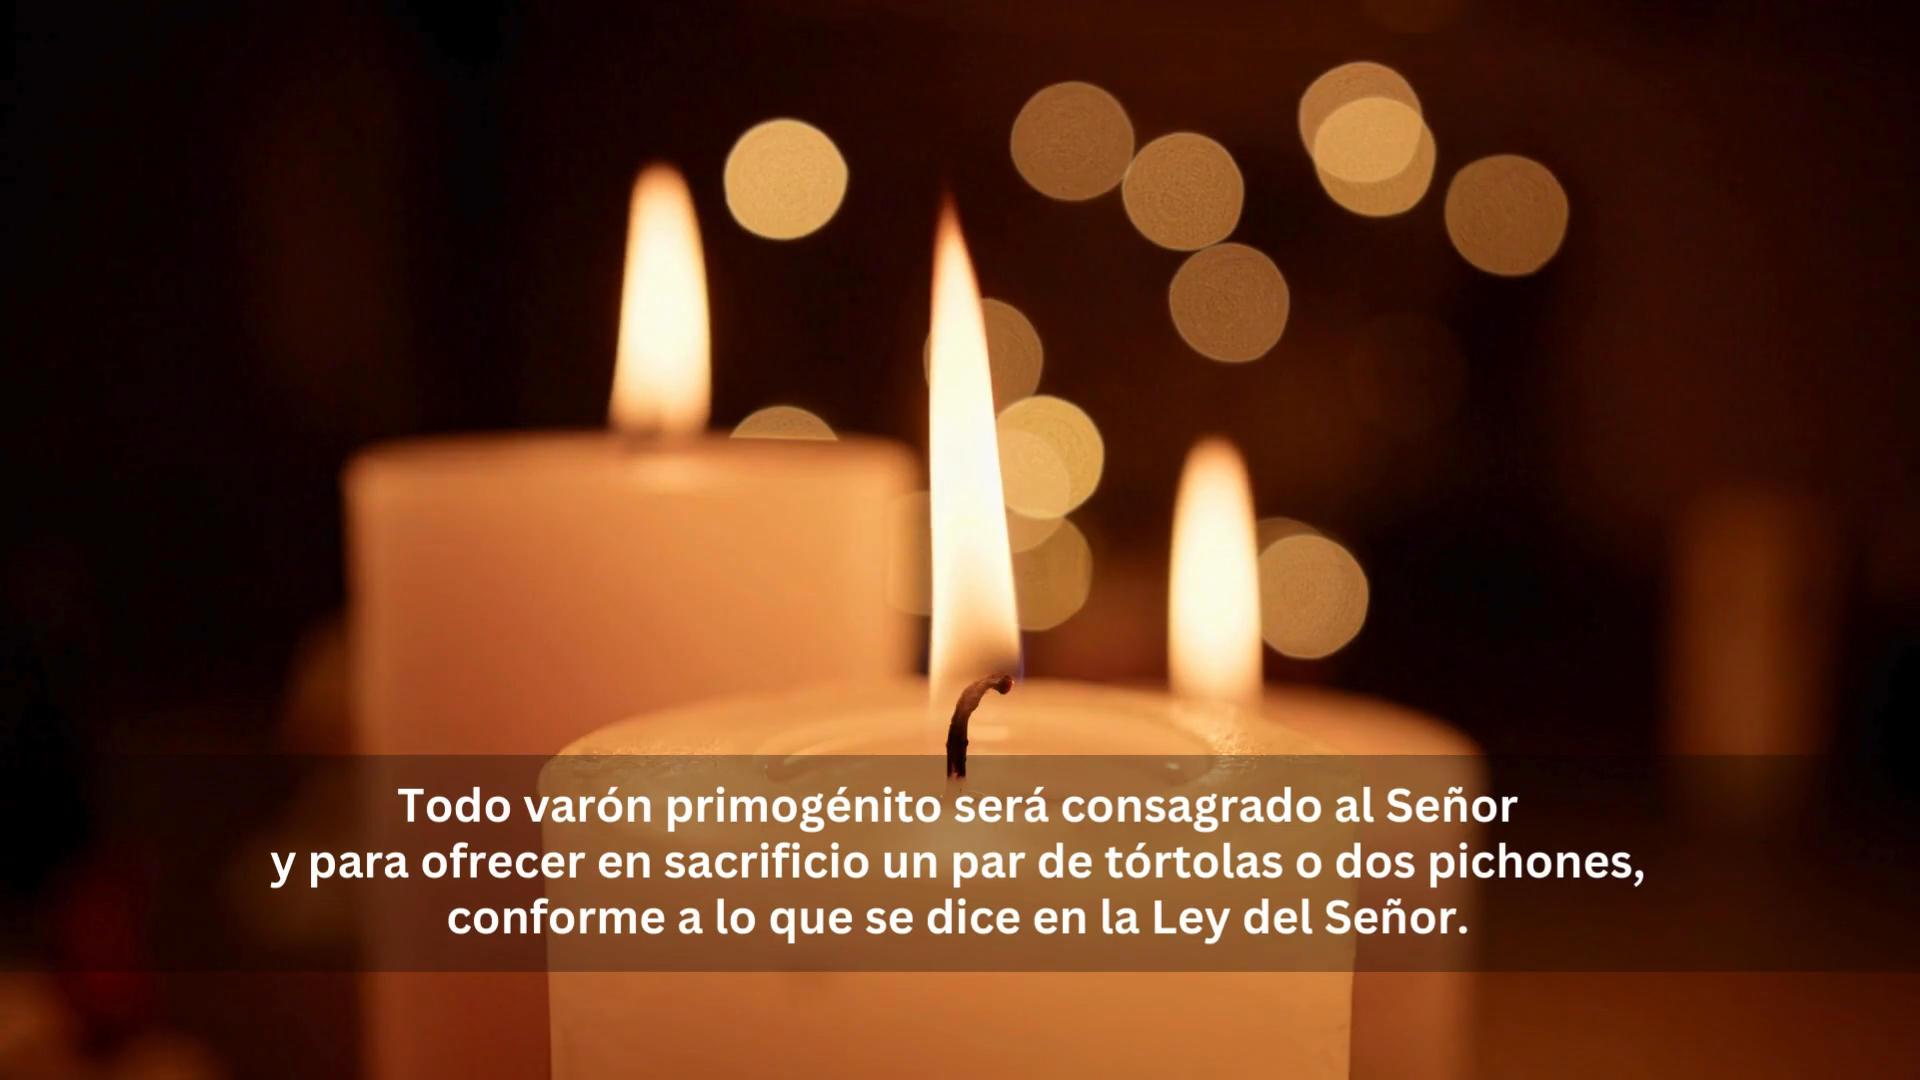 Todo varón primogénito será consagrado al Señor
y para ofrecer en sacrificio un par de tórtolas o dos pichones,
conforme a lo que se dice en la Ley del Señor.